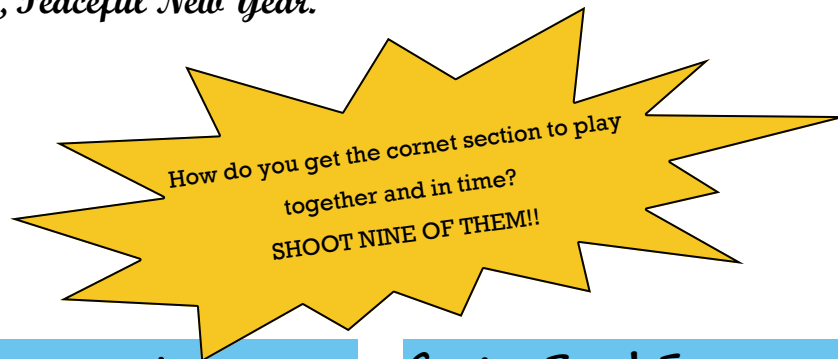 , Peaceful New Year.
How do you get the cornet section to play
together and in time?
SHOOT NINE OF THEM!!